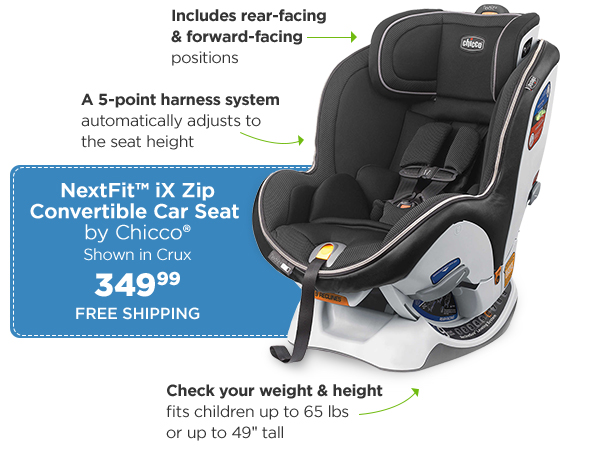 Includes rear-facing
& forward-facing
positions
A 5-point harness system
automatically adjusts to
the seat height
NextFit™ iX Zip
Convertible Car Seat
by Chicco®
Shown in Crux
349⁹⁹
FREE SHIPPING
chicco
Check your weight & height
fits children up to 65 lbs
or up to 49" tall